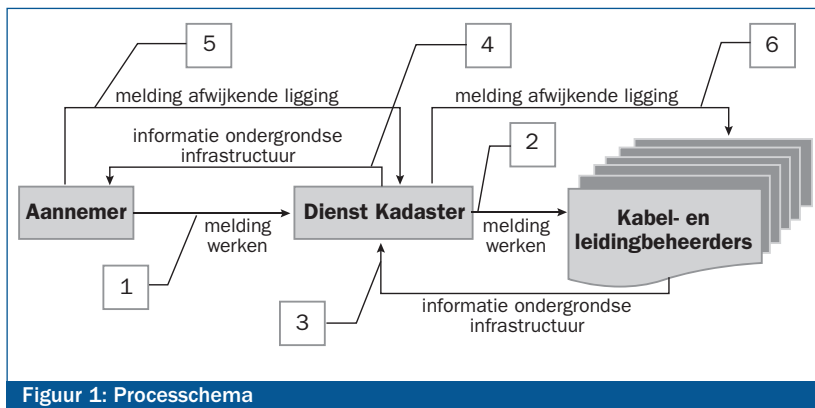 5
4
6
melding afwijkende ligging
melding afwijkende ligging
informatie ondergrondse
infrastructuur
2
Aannemer
Dienst Kadaster
Kabel- en
leidingbeheerders
melding
werken
melding
werken
1
3
informatie ondergrondse
infrastructuur
Figuur 1: Processchema